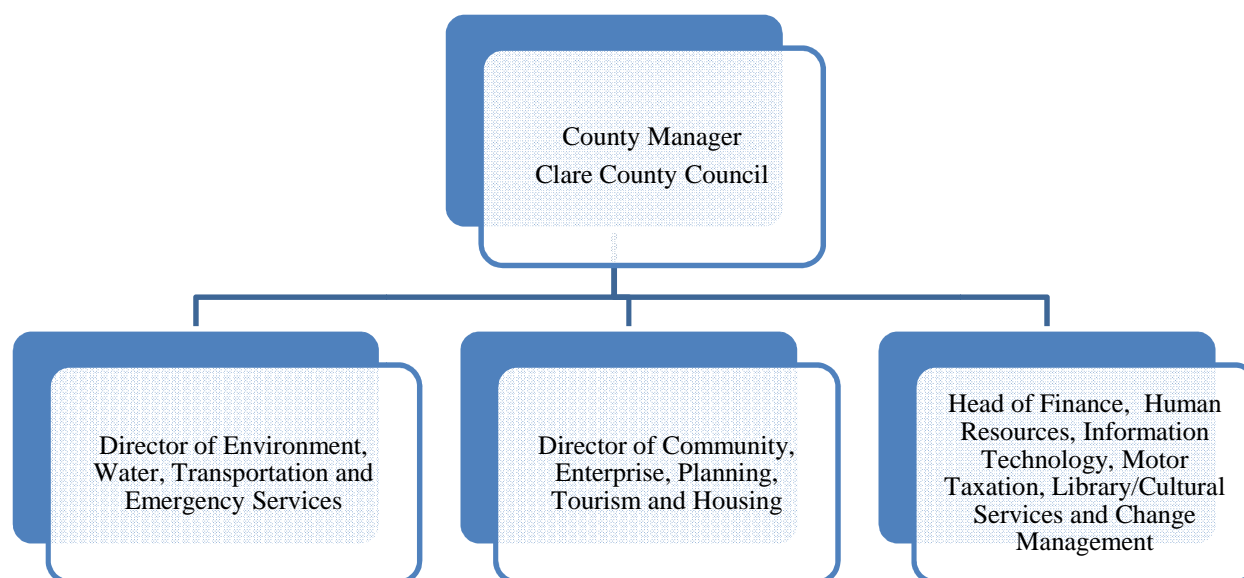 County Manager
Clare County Council
Director of Environment,
Water, Transportation and
Emergency Services
Director of Community,
Enterprise, Planning,
Tourism and Housing
Head of Finance, Human
Resources, Information
Technology, Motor
Taxation, Library/Cultural
Services and Change
Management